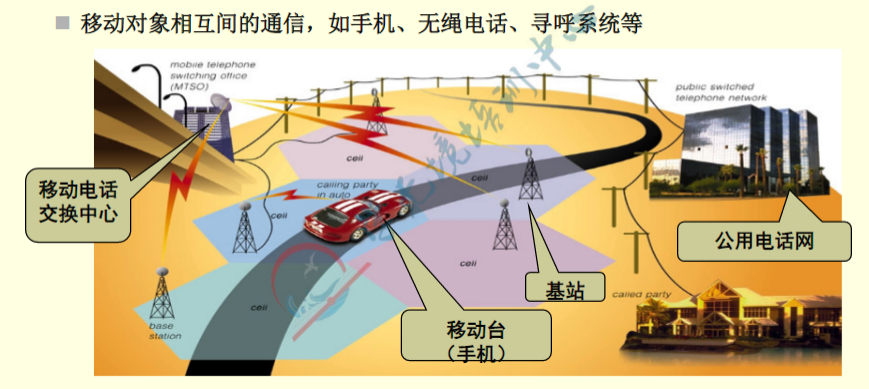 移动对象相互间的通信，如手机、无绳电话、寻呼系统等
mobile telephone
switching office
(MTSO)
public switched
telephone network
cell
cell
移动电话
交换中心
calling party
in auto
cell
公用电话网
cell
基站
called party
cell
移动台
（手机）
base
station